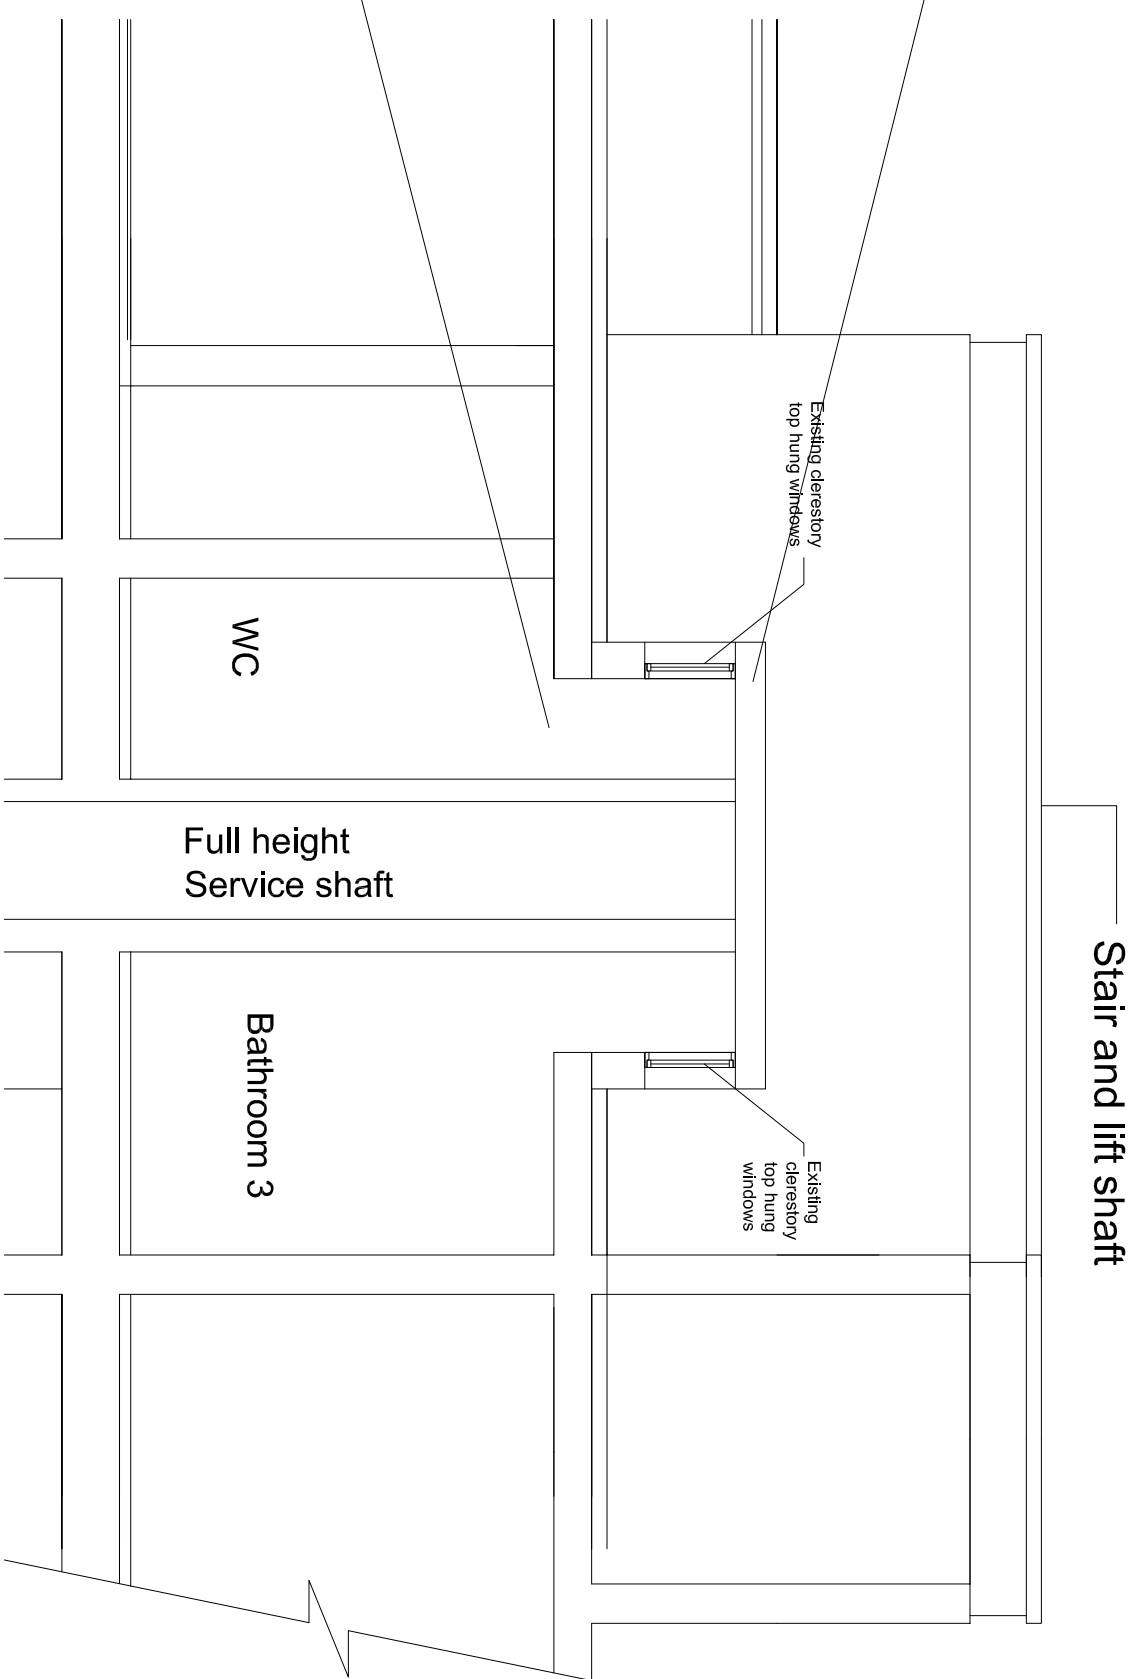 Stair and lift shaft
Existing clerestory
top hung windows
Existing
clerestory
top hung
windows
WC
Full height
Service shaft
Bathroom 3